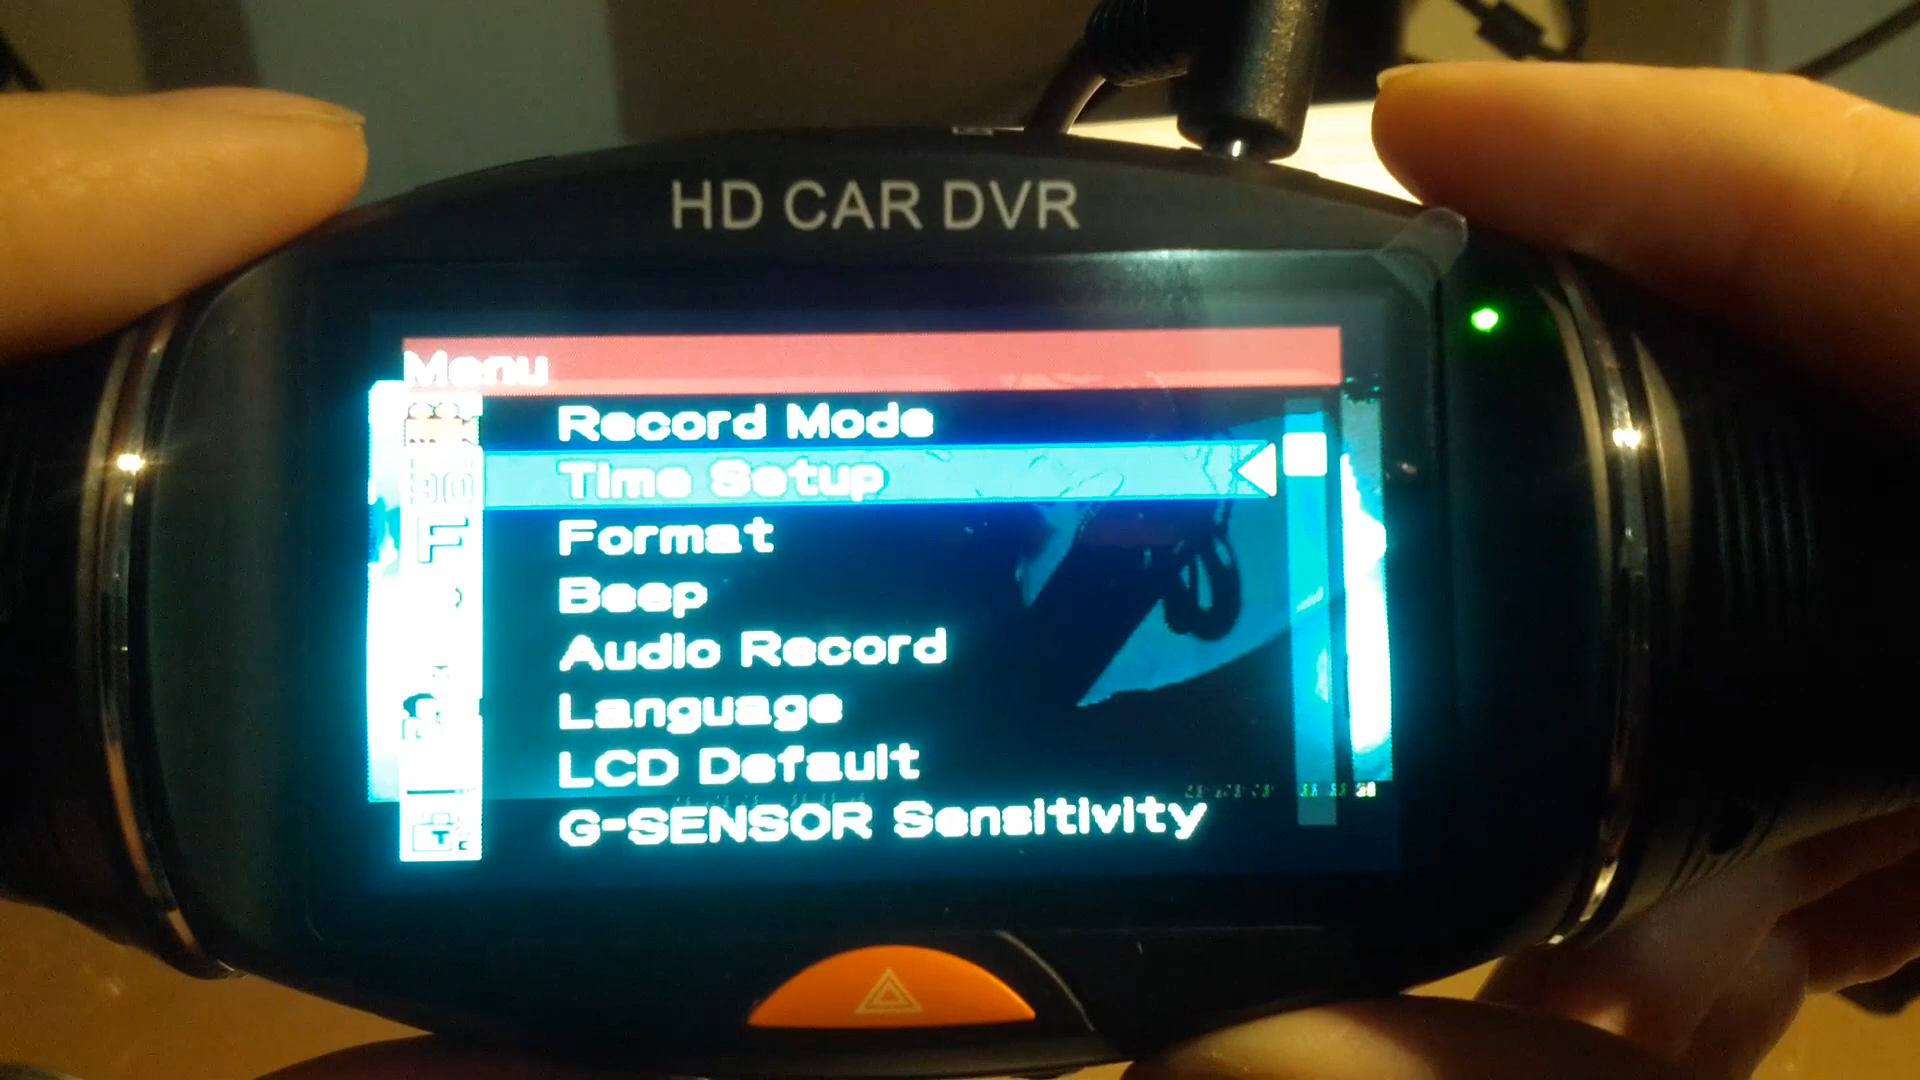 HD CAR DVR
Menu
Record Mode
Time Setup
Format
Beep
Audio Record
Language
LCD Default
G-SENSOR Sensitivity